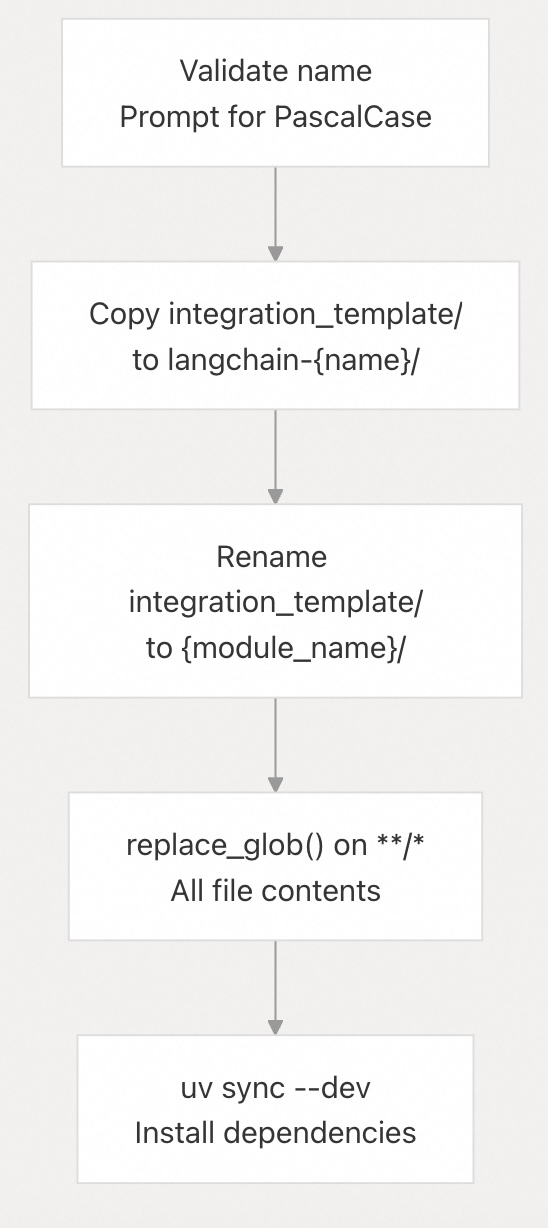 Validate name
Prompt for PascalCase
Copy integration_template/
to langchain-{name}/
Rename
integration_template/
to {module_name}/
replace_glob() on **/*
All file contents
uv sync --dev
Install dependencies